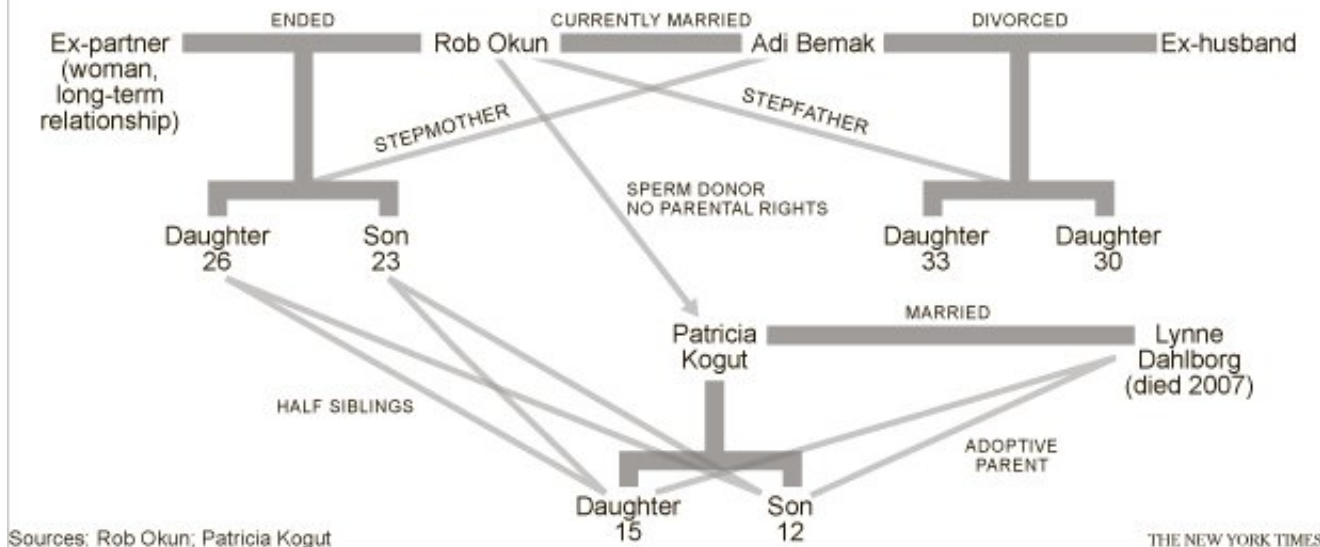 ENDED
CURRENTLY MARRIED
DIVORCED
Ex-partner
(woman,
long-term
relationship)
Rob Okun
Adi Bemak
Ex-husband
STEPMOTHER
STEPFATHER
SPERM DONOR
NO PARENTAL RIGHTS
Daughter
26
Son
23
Daughter
33
Daughter
30
MARRIED
Patricia
Kogut
Lynne
Dahlborg
(died 2007)
HALF SIBLINGS
ADOPTIVE
PARENT
Daughter
15
Son
12
Sources: Rob Okun; Patricia Kogut
THE NEW YORK TIMES